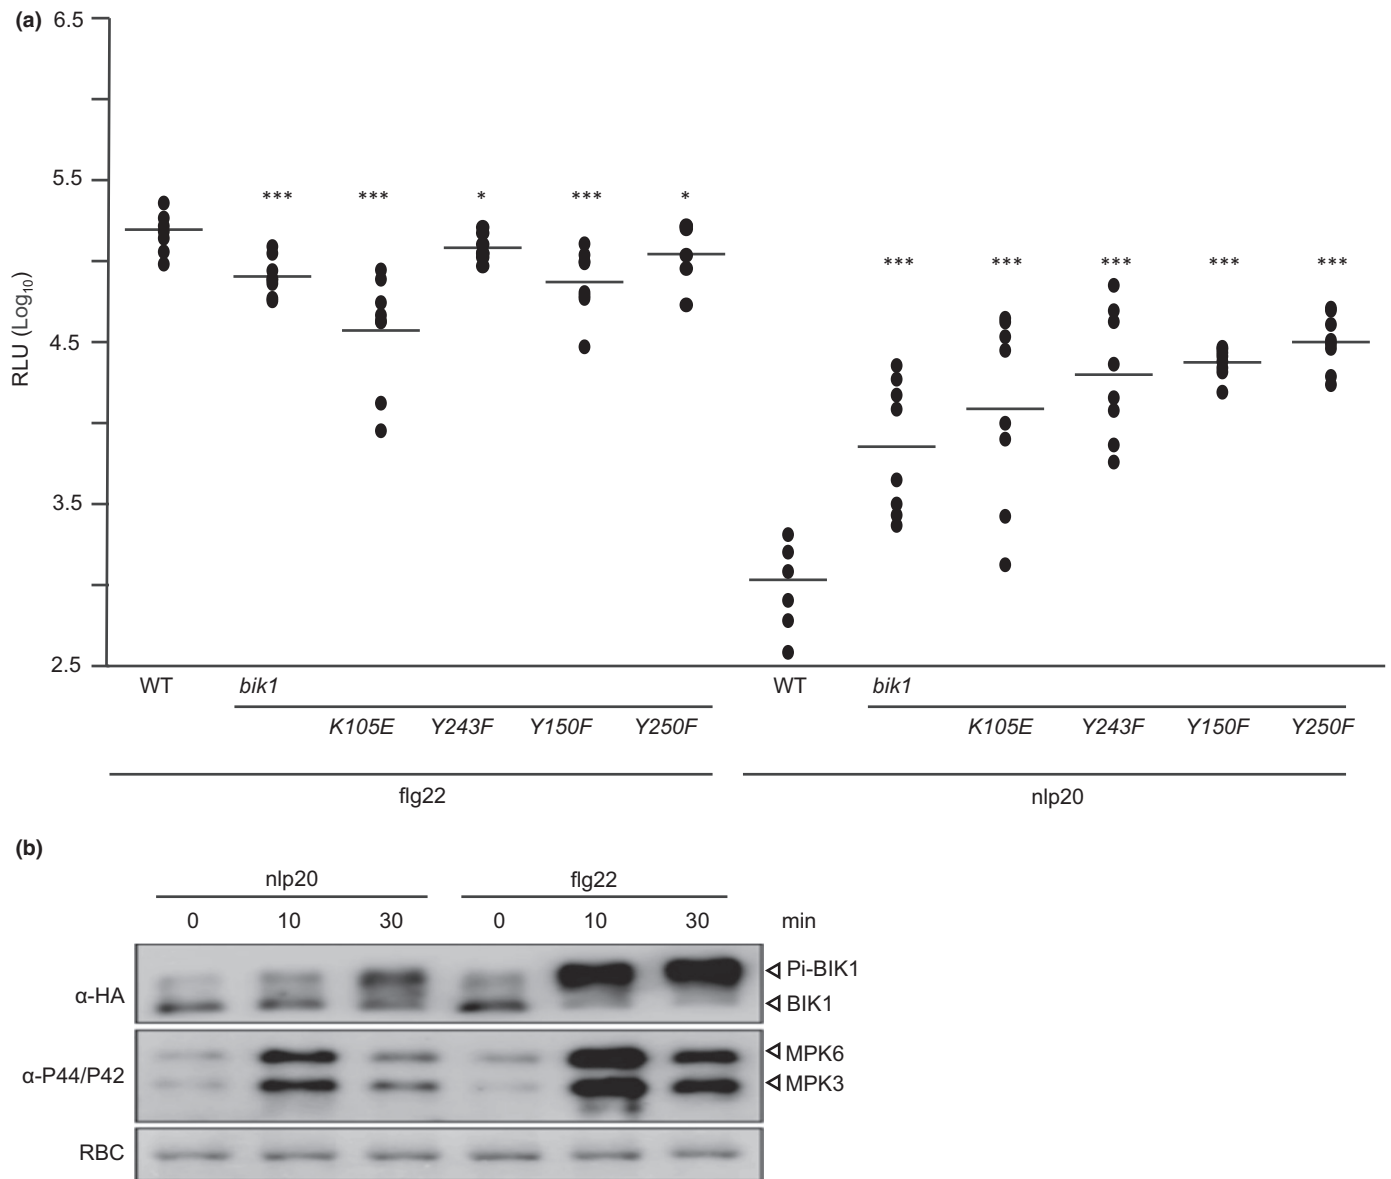 (a)
6.5
5.5
4.5
3.5
2.5
RLU (Log10)
*** *** * *** *
*** *** *** *** ***
WT bik1 WT bik1
K105E Y243F Y150F Y250F K105E Y243F Y150F Y250F
flg22 nlp20
(b)
nlp20 flg22
0 10 30 0 10 30 min
α-HA
Pi-BIK1
BIK1
α-P44/P42
MPK6
MPK3
RBC